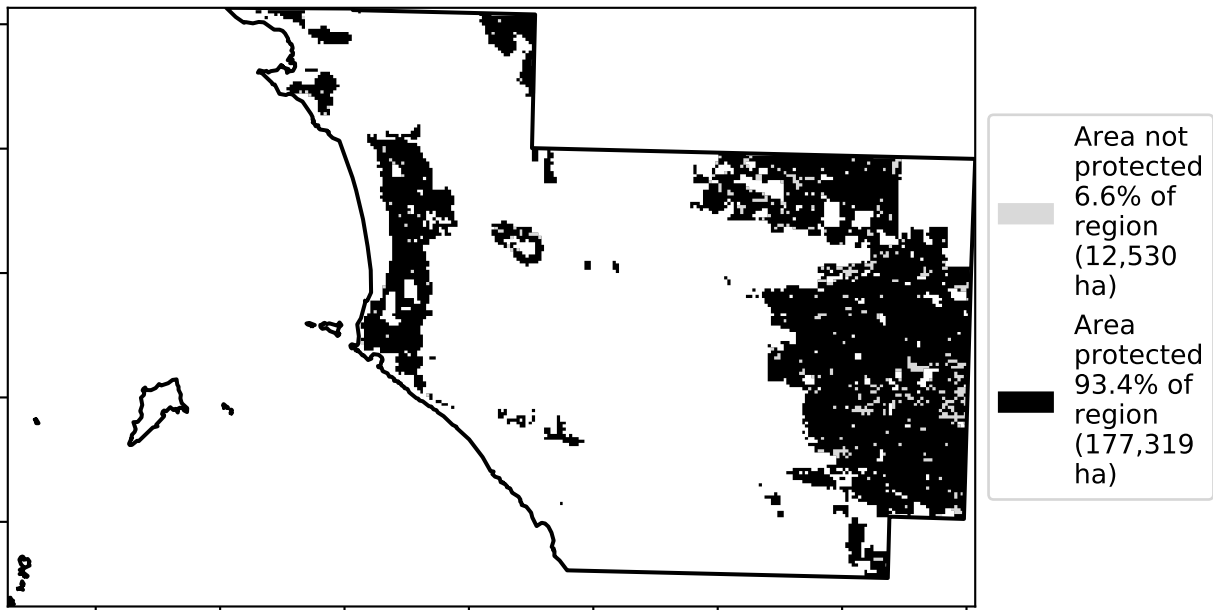 Area not
protected
6.6% of
region
(12,530
ha)
Area
protected
93.4% of
region
(177,319
ha)